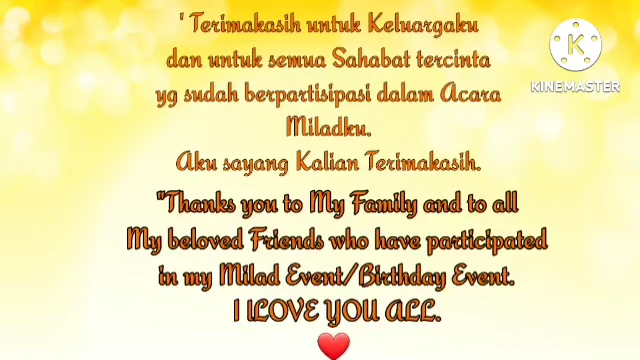 ' Terimakasih untuk Keluargaku
dan untuk semua Sahabat tercinta
yg sudah berpartisipasi dalam Acara
Miladku.
Aku sayang Kalian Terimakasih.
"Thanks you to My Family and to all
My beloved Friends who have participated
in my Milad Event/Birthday Event.
I lLOVE YOU ALL.
K
KINEMASTER